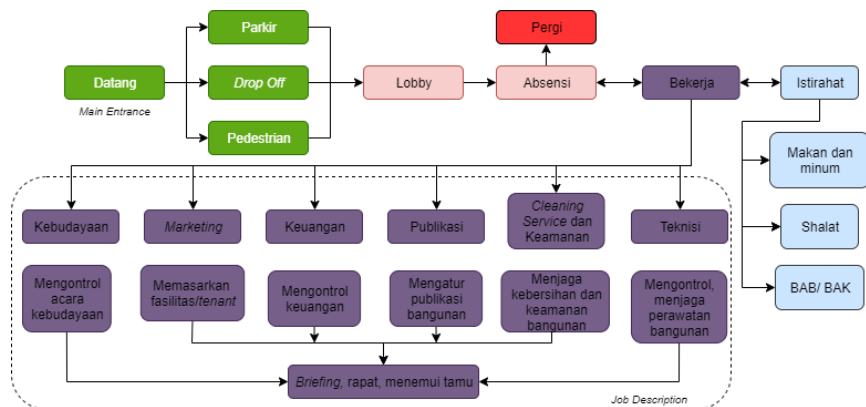 Parkir
Pergi
Datang
Drop Off
Lobby
Absensi
Bekerja
Istirahat
Main Entrance
Pedestrian
Makan dan
minum
Kebudayaan
Marketing
Keuangan
Publikasi
Cleaning
Service dan
Keamanan
Teknisi
Shalat
Mengontrol
acara
kebudayaan
Memasarkan
fasilitas/tenant
Mengontrol
keuangan
Mengatur
publikasi
bangunan
Menjaga
kebersihan dan
keamanan
bangunan
Mengontrol,
menjaga
perawatan
bangunan
BAB/ BAK
Briefing, rapat, menemui tamu
Job Description